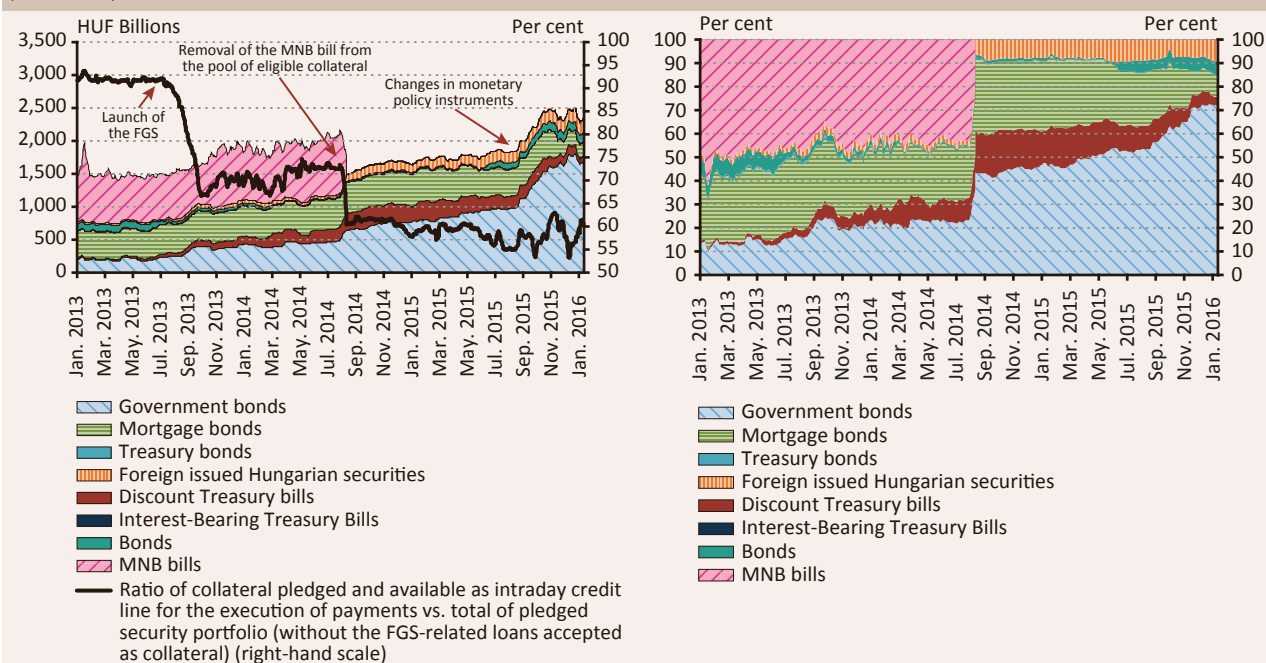 HUF Billions
Per cent
3,500
3,000
2,500
2,000
1,500
1,000
500
0
100
95
90
85
80
75
70
65
60
55
50
Removal of the MNB bill from
the pool of eligible collateral
Changes in monetary
policy instruments
Launch of
the FGS
Jan. 2013
Mar. 2013
May. 2013
Jul. 2013
Sep. 2013
Nov. 2013
Jan. 2014
Mar. 2014
May. 2014
Jul. 2014
Sep. 2014
Nov. 2014
Jan. 2015
Mar. 2015
May. 2015
Jul. 2015
Sep. 2015
Nov. 2015
Jan. 2016
Government bonds
Mortgage bonds
Treasury bonds
Foreign issued Hungarian securities
Discount Treasury bills
Interest-Bearing Treasury Bills
Bonds
MNB bills
Ratio of collateral pledged and available as intraday credit
line for the execution of payments vs. total of pledged
security portfolio (without the FGS-related loans accepted
as collateral) (right-hand scale)
Per cent
Per cent
100
90
80
70
60
50
40
30
20
10
0
100
90
80
70
60
50
40
30
20
10
0
Jan. 2013
Mar. 2013
May. 2013
Jul. 2013
Sep. 2013
Nov. 2013
Jan. 2014
Mar. 2014
May. 2014
Jul. 2014
Sep. 2014
Nov. 2014
Jan. 2015
Mar. 2015
May. 2015
Jul. 2015
Sep. 2015
Nov. 2015
Jan. 2016
Government bonds
Mortgage bonds
Treasury bonds
Foreign issued Hungarian securities
Discount Treasury bills
Interest-Bearing Treasury Bills
Bonds
MNB bills